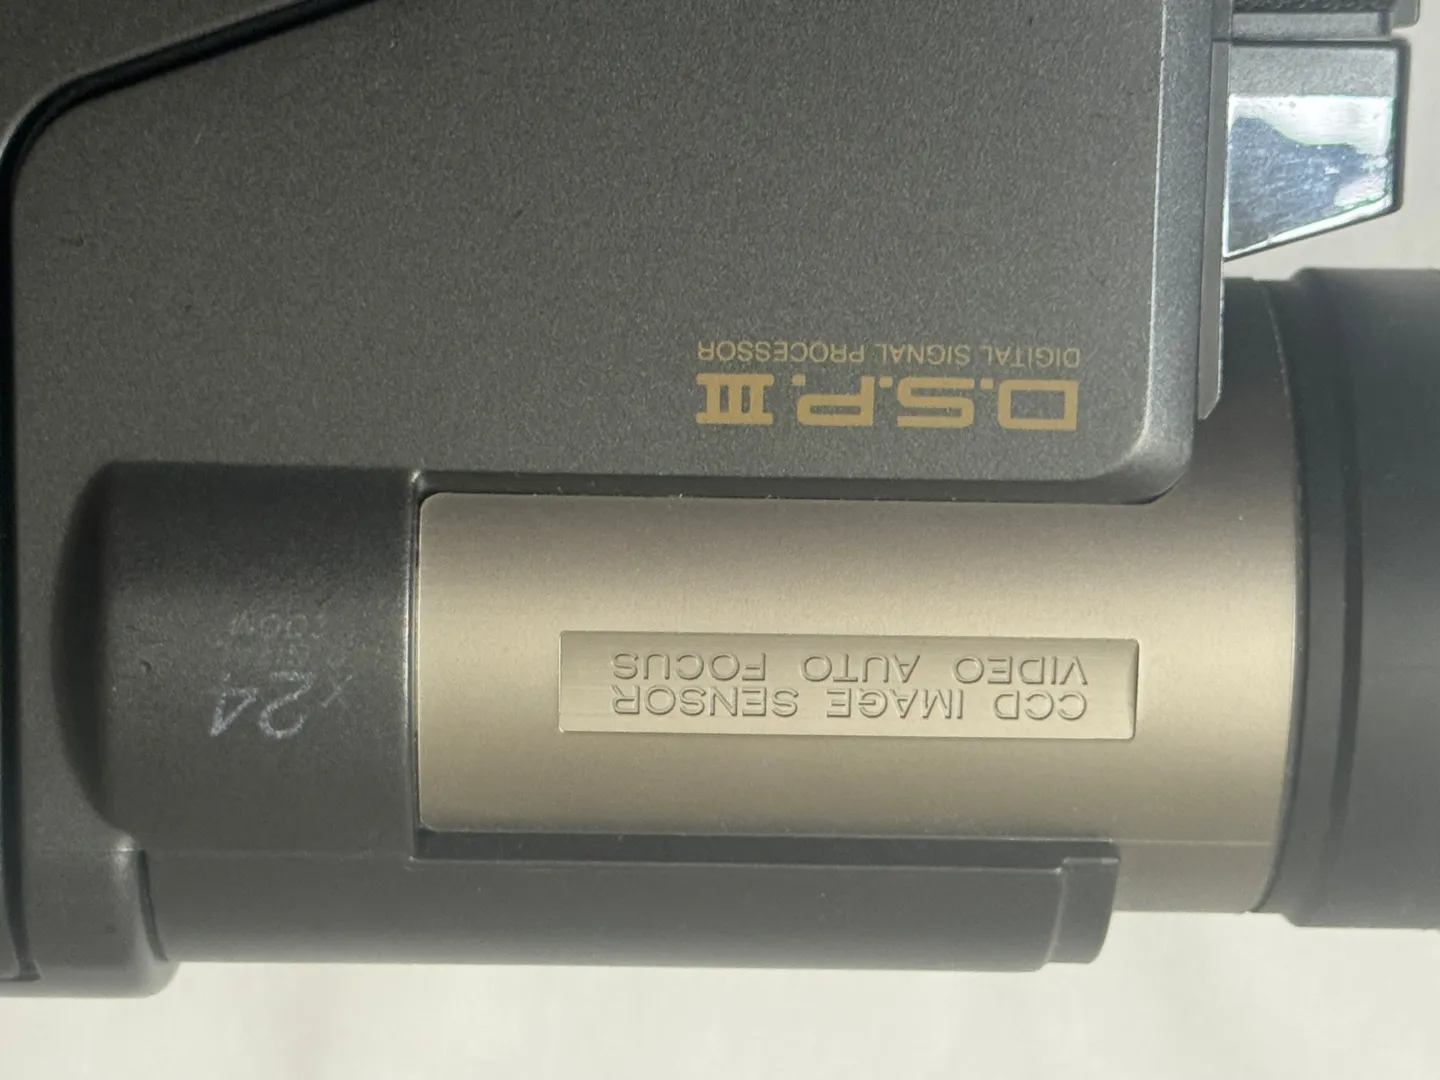 CCD IMAGE SENSOR
VIDEO AUTO FOCUS
x24
D.S.P. III
DIGITAL SIGNAL PROCESSOR